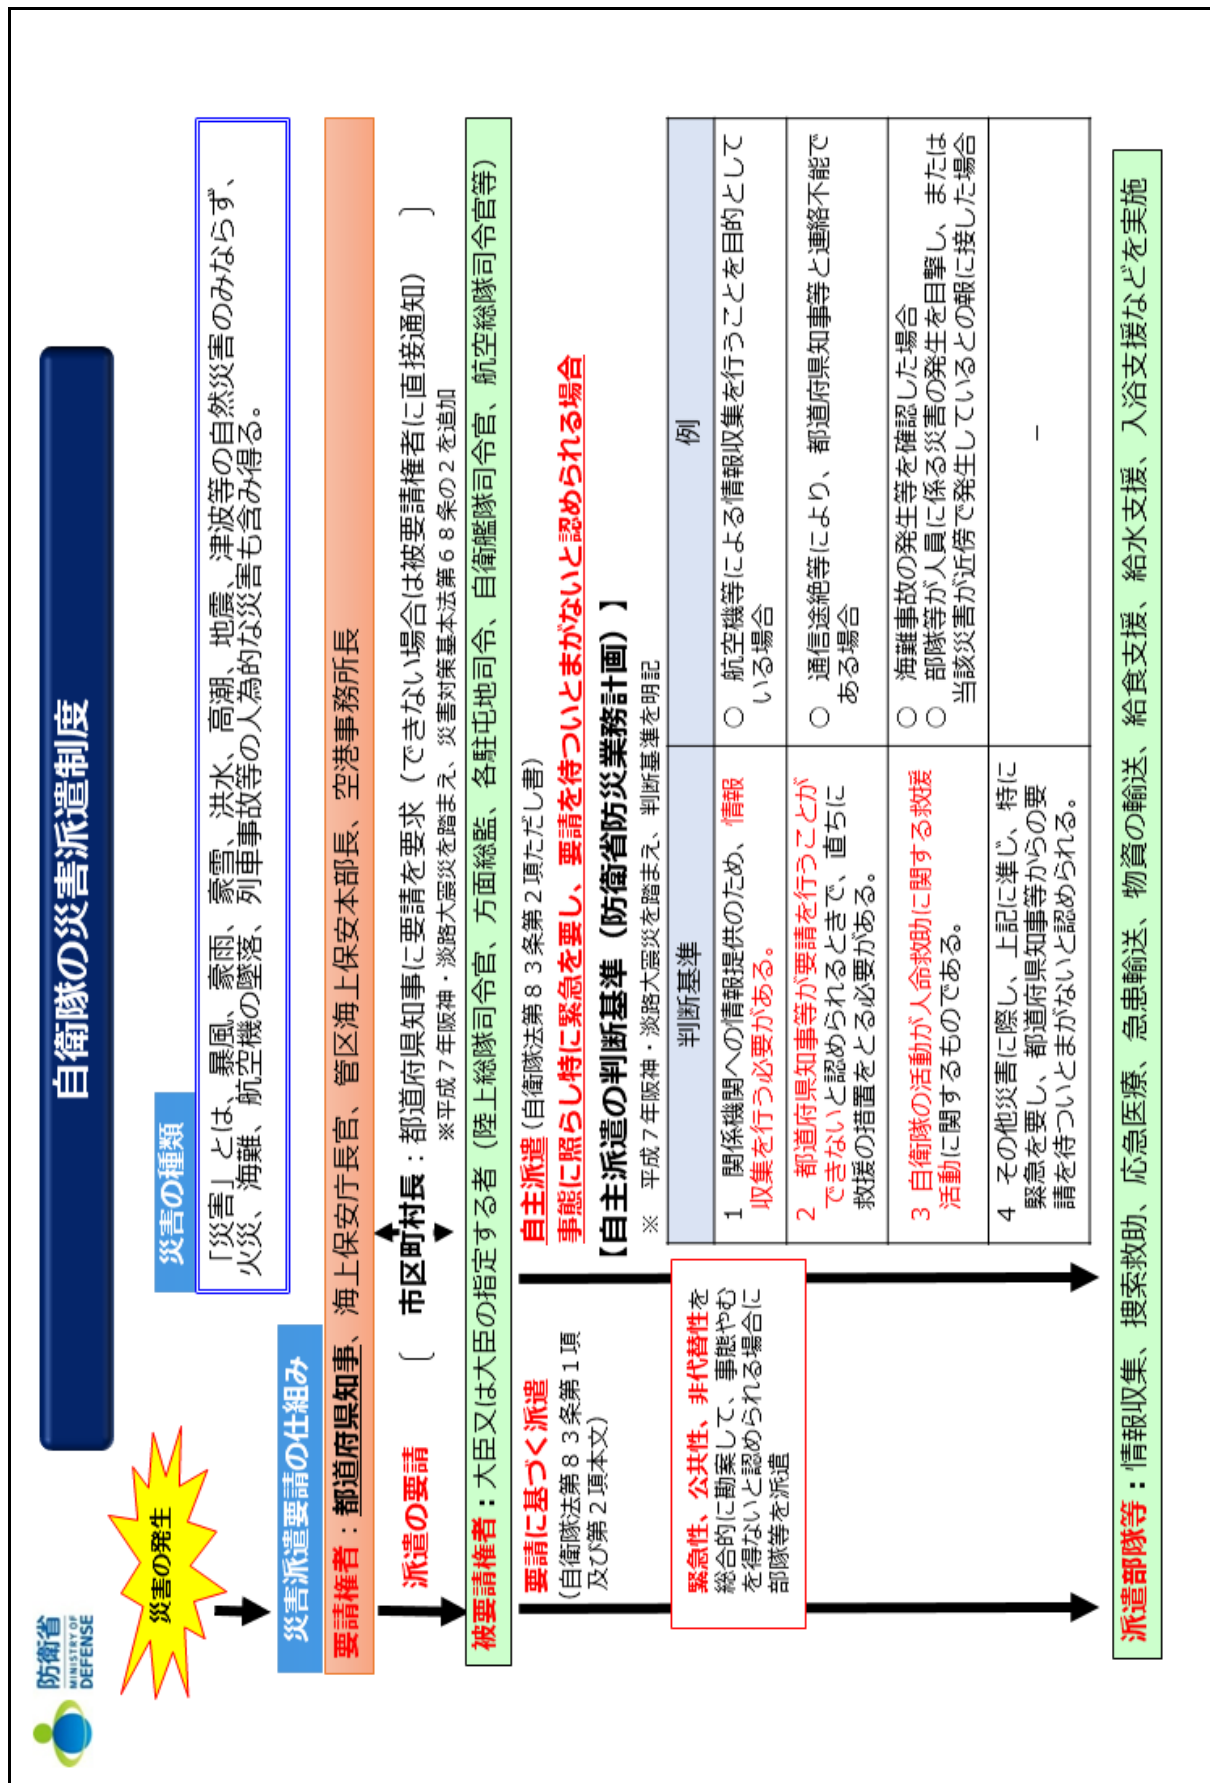 防衛省
MINISTRY OF
DEFENSE
自衛隊の災害派遣制度
災害の発生
災害の種類
「災害」とは、暴風、豪雨、豪雪、洪水、高潮、地震、津波等の自然災害のみならず、
火災、海難、航空機の墜落、列車事故等の人為的な災害も含み得る。
災害派遣要請の仕組み
要請権者：都道府県知事、海上保安庁長官、管区海上保安本部長、空港事務所長
派遣の要請
〔 市区町村長：都道府県知事に要請を要求（できない場合は被要請権者に直接通知） 〕
※平成７年阪神・淡路大震災を踏まえ、災害対策基本法第６８条の２を追加
被要請権者：大臣又は大臣の指定する者（陸上総隊司令官、方面総監、各駐屯地司令、自衛艦隊司令官、航空総隊司令官等）
要請に基づく派遣
（自衛隊法第８３条第１項
及び第２項本文）
緊急性、公共性、非代替性を
総合的に勘案して、事態やむ
を得ないと認められる場合に
部隊等を派遣
自主派遣（自衛隊法第８３条第２項ただし書）
事態に照らし特に緊急を要し、要請を待ついとまがないと認められる場合
【自主派遣の判断基準（防衛省防災業務計画）】
※ 平成７年阪神・淡路大震災を踏まえ、判断基準を明記
判断基準
例
１ 関係機関への情報提供のため、情報
収集を行う必要がある。
○ 航空機等による情報収集を行うことを目的として
いる場合
２ 都道府県知事等が要請を行うことが
できないと認められるときで、直ちに
救援の措置をとる必要がある。
○ 通信途絶等により、都道府県知事等と連絡不能で
ある場合
３ 自衛隊の活動が人命救助に関する救援
活動に関するものである。
○ 海難事故の発生等を確認した場合
○ 部隊等が人員に係る災害の発生を目撃し、または
当該災害が近傍で発生しているとの報に接した場合
４ その他災害に際し、上記に準じ、特に
緊急を要し、都道府県知事等からの要
請を待ついとまがないと認められる。
－
派遣部隊等：情報収集、捜索救助、応急医療、急患輸送、物資の輸送、給食支援、給水支援、入浴支援などを実施